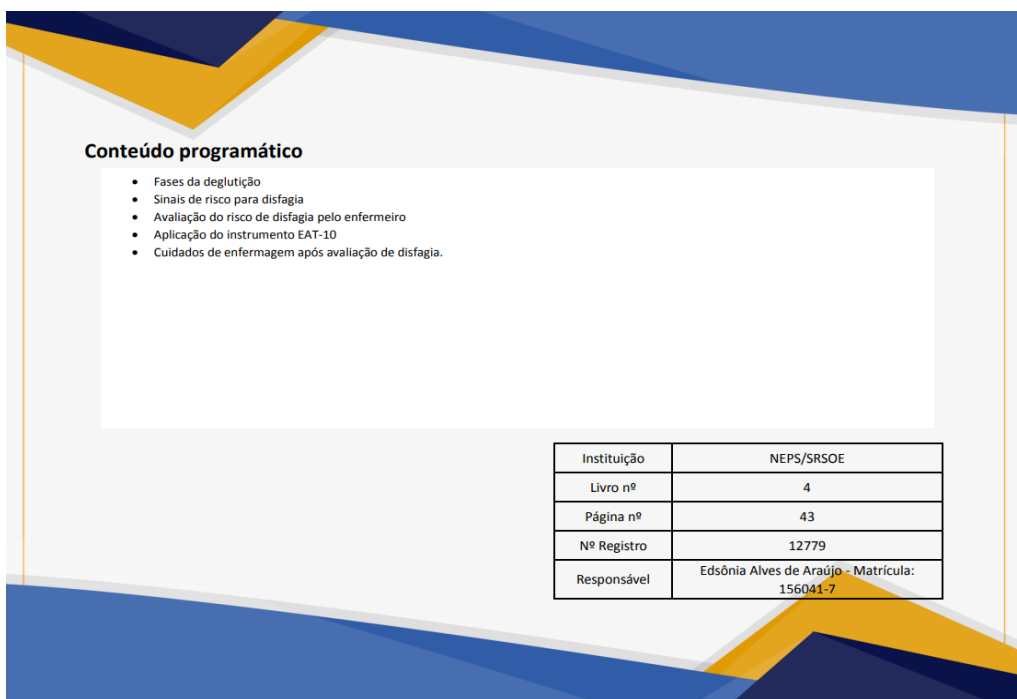 Conteúdo programático
• Fases da deglutição
• Sinais de risco para disfagia
• Avaliação do risco de disfagia pelo enfermeiro
• Aplicação do instrumento EAT-10
• Cuidados de enfermagem após avaliação de disfagia.
Instituição NEPS/SRSOE
Livro nº 4
Página nº 43
Nº Registro 12779
Responsável Edsônia Alves de Araújo - Matrícula:
156041-7